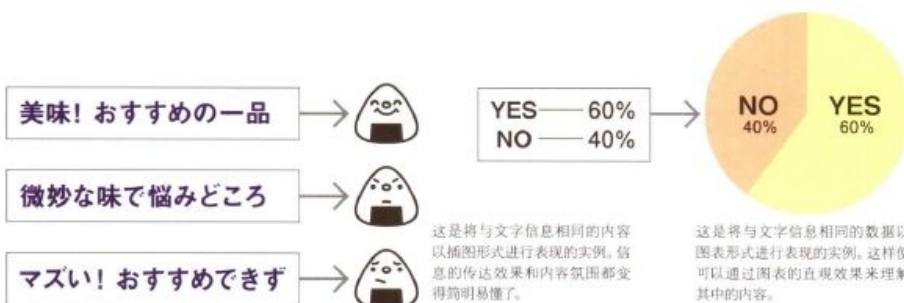 美味！おすすめの一品
微妙な味で悩みどころ
マズい！おすすめできず
YES 60%
NO 40%
NO
40%
YES
60%
这是将与文字信息相同的内容
以插图形式进行表现的实例。信
息的传达效果和内容氛围都变
得简明易懂了。
这是将与文字信息相同的数据以
图表形式进行表现的实例。这样便
可以通过图表的直观效果来理解
其中的内容。